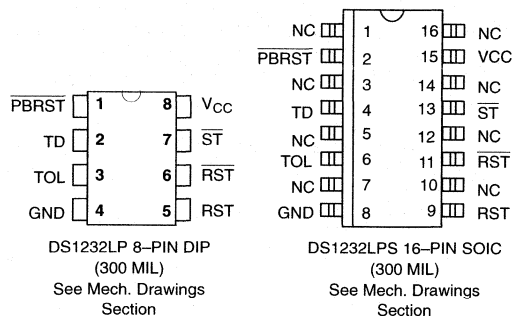 PBRST 1 8 VCC
TD 2 7 ST
TOL 3 6 RST
GND 4 5 RST
DS1232LP 8–PIN DIP
(300 MIL)
See Mech. Drawings
Section
NC 1 16 NC
PBRST 2 15 VCC
NC 3 14 NC
TD 4 13 ST
NC 5 12 NC
TOL 6 11 RST
NC 7 10 NC
GND 8 9 RST
DS1232LPS 16–PIN SOIC
(300 MIL)
See Mech. Drawings
Section